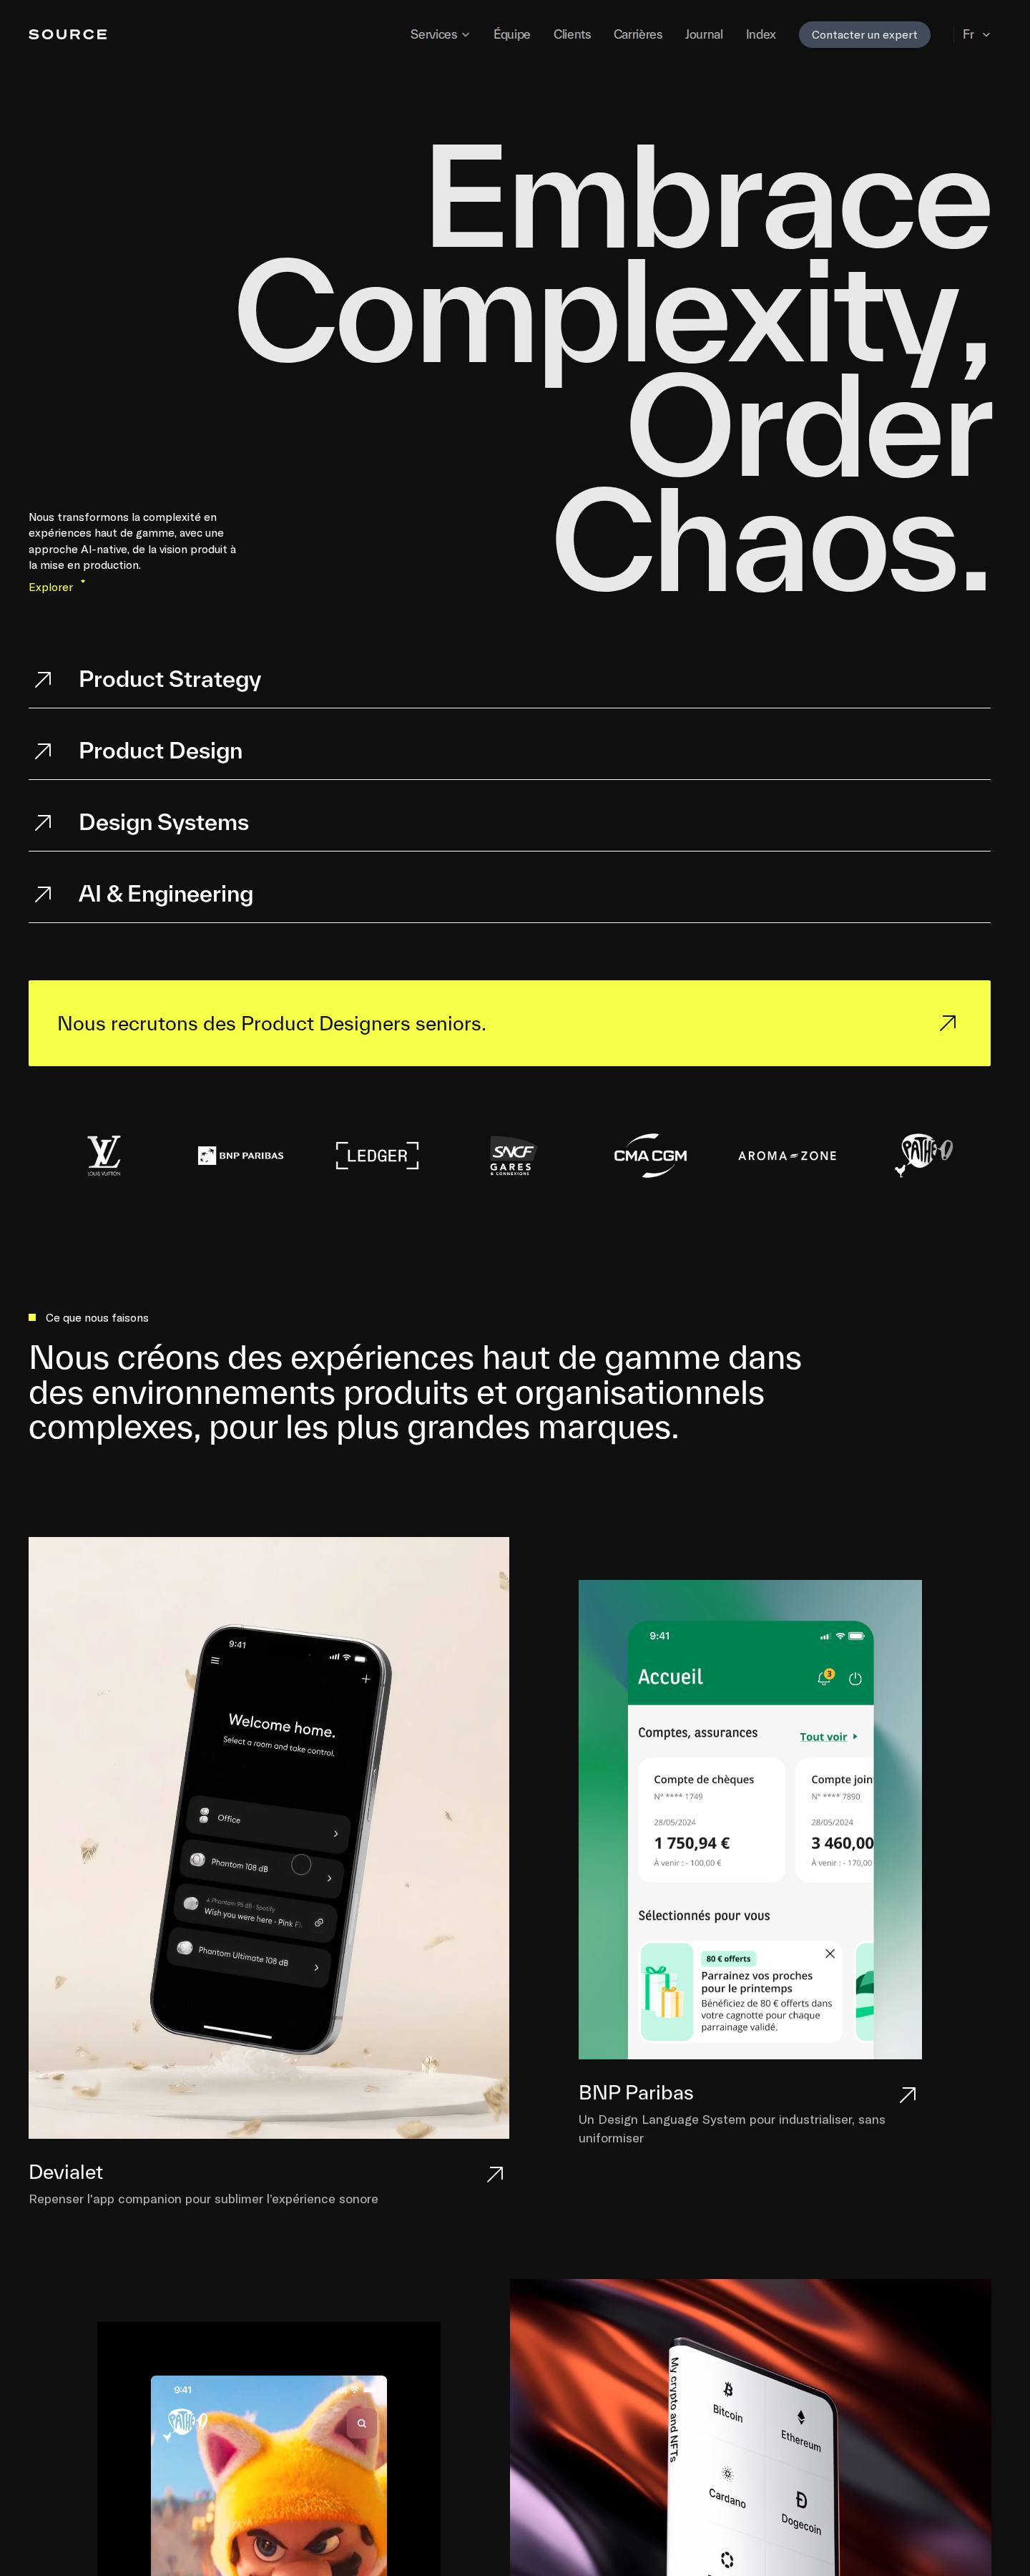 SOURCE
Services
Équipe
Clients
Carrières
Journal
Index
Contacter un expert
Fr
Embrace
Complexity,
Order
Chaos.
Nous transformons la complexité en
expériences haut de gamme, avec une
approche AI-native, de la vision produit à
la mise en production.
Explorer
Product Strategy
Product Design
Design Systems
AI & Engineering
Nous recrutons des Product Designers seniors.
LV
LOUIS VUITTON
BNP PARIBAS
LEDGER
SNCF
GARES
& CONNEXIONS
CMA CGM
AROMA-ZONE
PATHÉ
Ce que nous faisons
Nous créons des expériences haut de gamme dans
des environnements produits et organisationnels
complexes, pour les plus grandes marques.
9:41
Welcome home.
Select a room and take control.
Office
Phantom 108 dB
Wish you were here - Pink
Phantom Ultimate 108 dB
Devialet
Repenser l'app companion pour sublimer l'expérience sonore
9:41
Accueil
3
Comptes, assurances
Tout voir
Compte de chèques
N° **** 1749
28/05/2024
1 750,94 €
À venir : - 100,00 €
Compte join
N° **** 7890
28/05/2024
3 460,00
À venir : - 170,00
Sélectionnés pour vous
80 € offerts
Parrainez vos proches
pour le printemps
Bénéficiez de 80 € offerts dans
votre cagnotte pour chaque
parrainage validé.
BNP Paribas
Un Design Language System pour industrialiser, sans
uniformiser
9:41
PATHÉ
My crypto and NFTs
Bitcoin
Ethereum
Cardano
Dogecoin